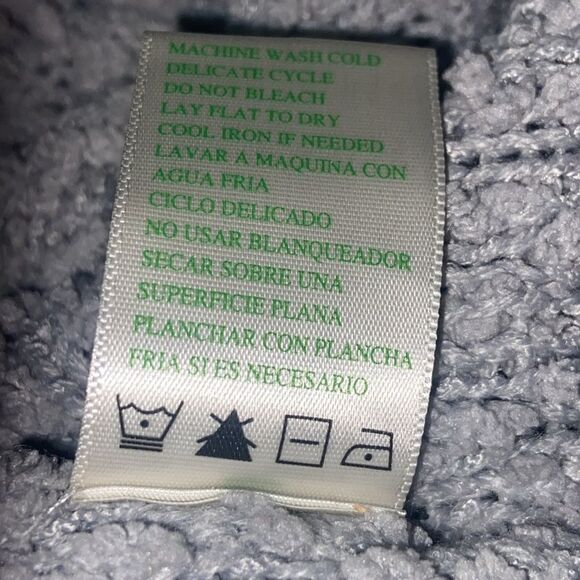 MACHINE WASH COLD
DELICATE CYCLE
DO NOT BLEACH
LAY FLAT TO DRY
COOL IRON IF NEEDED
LAVAR A MAQUINA CON
AGUA FRIA
CICLO DELICADO
NO USAR BLANQUEADOR
SECAR SOBRE UNA
SUPERFICIE PLANA
PLANCHAR CON PLANCHA
FRIA SI ES NECESARIO